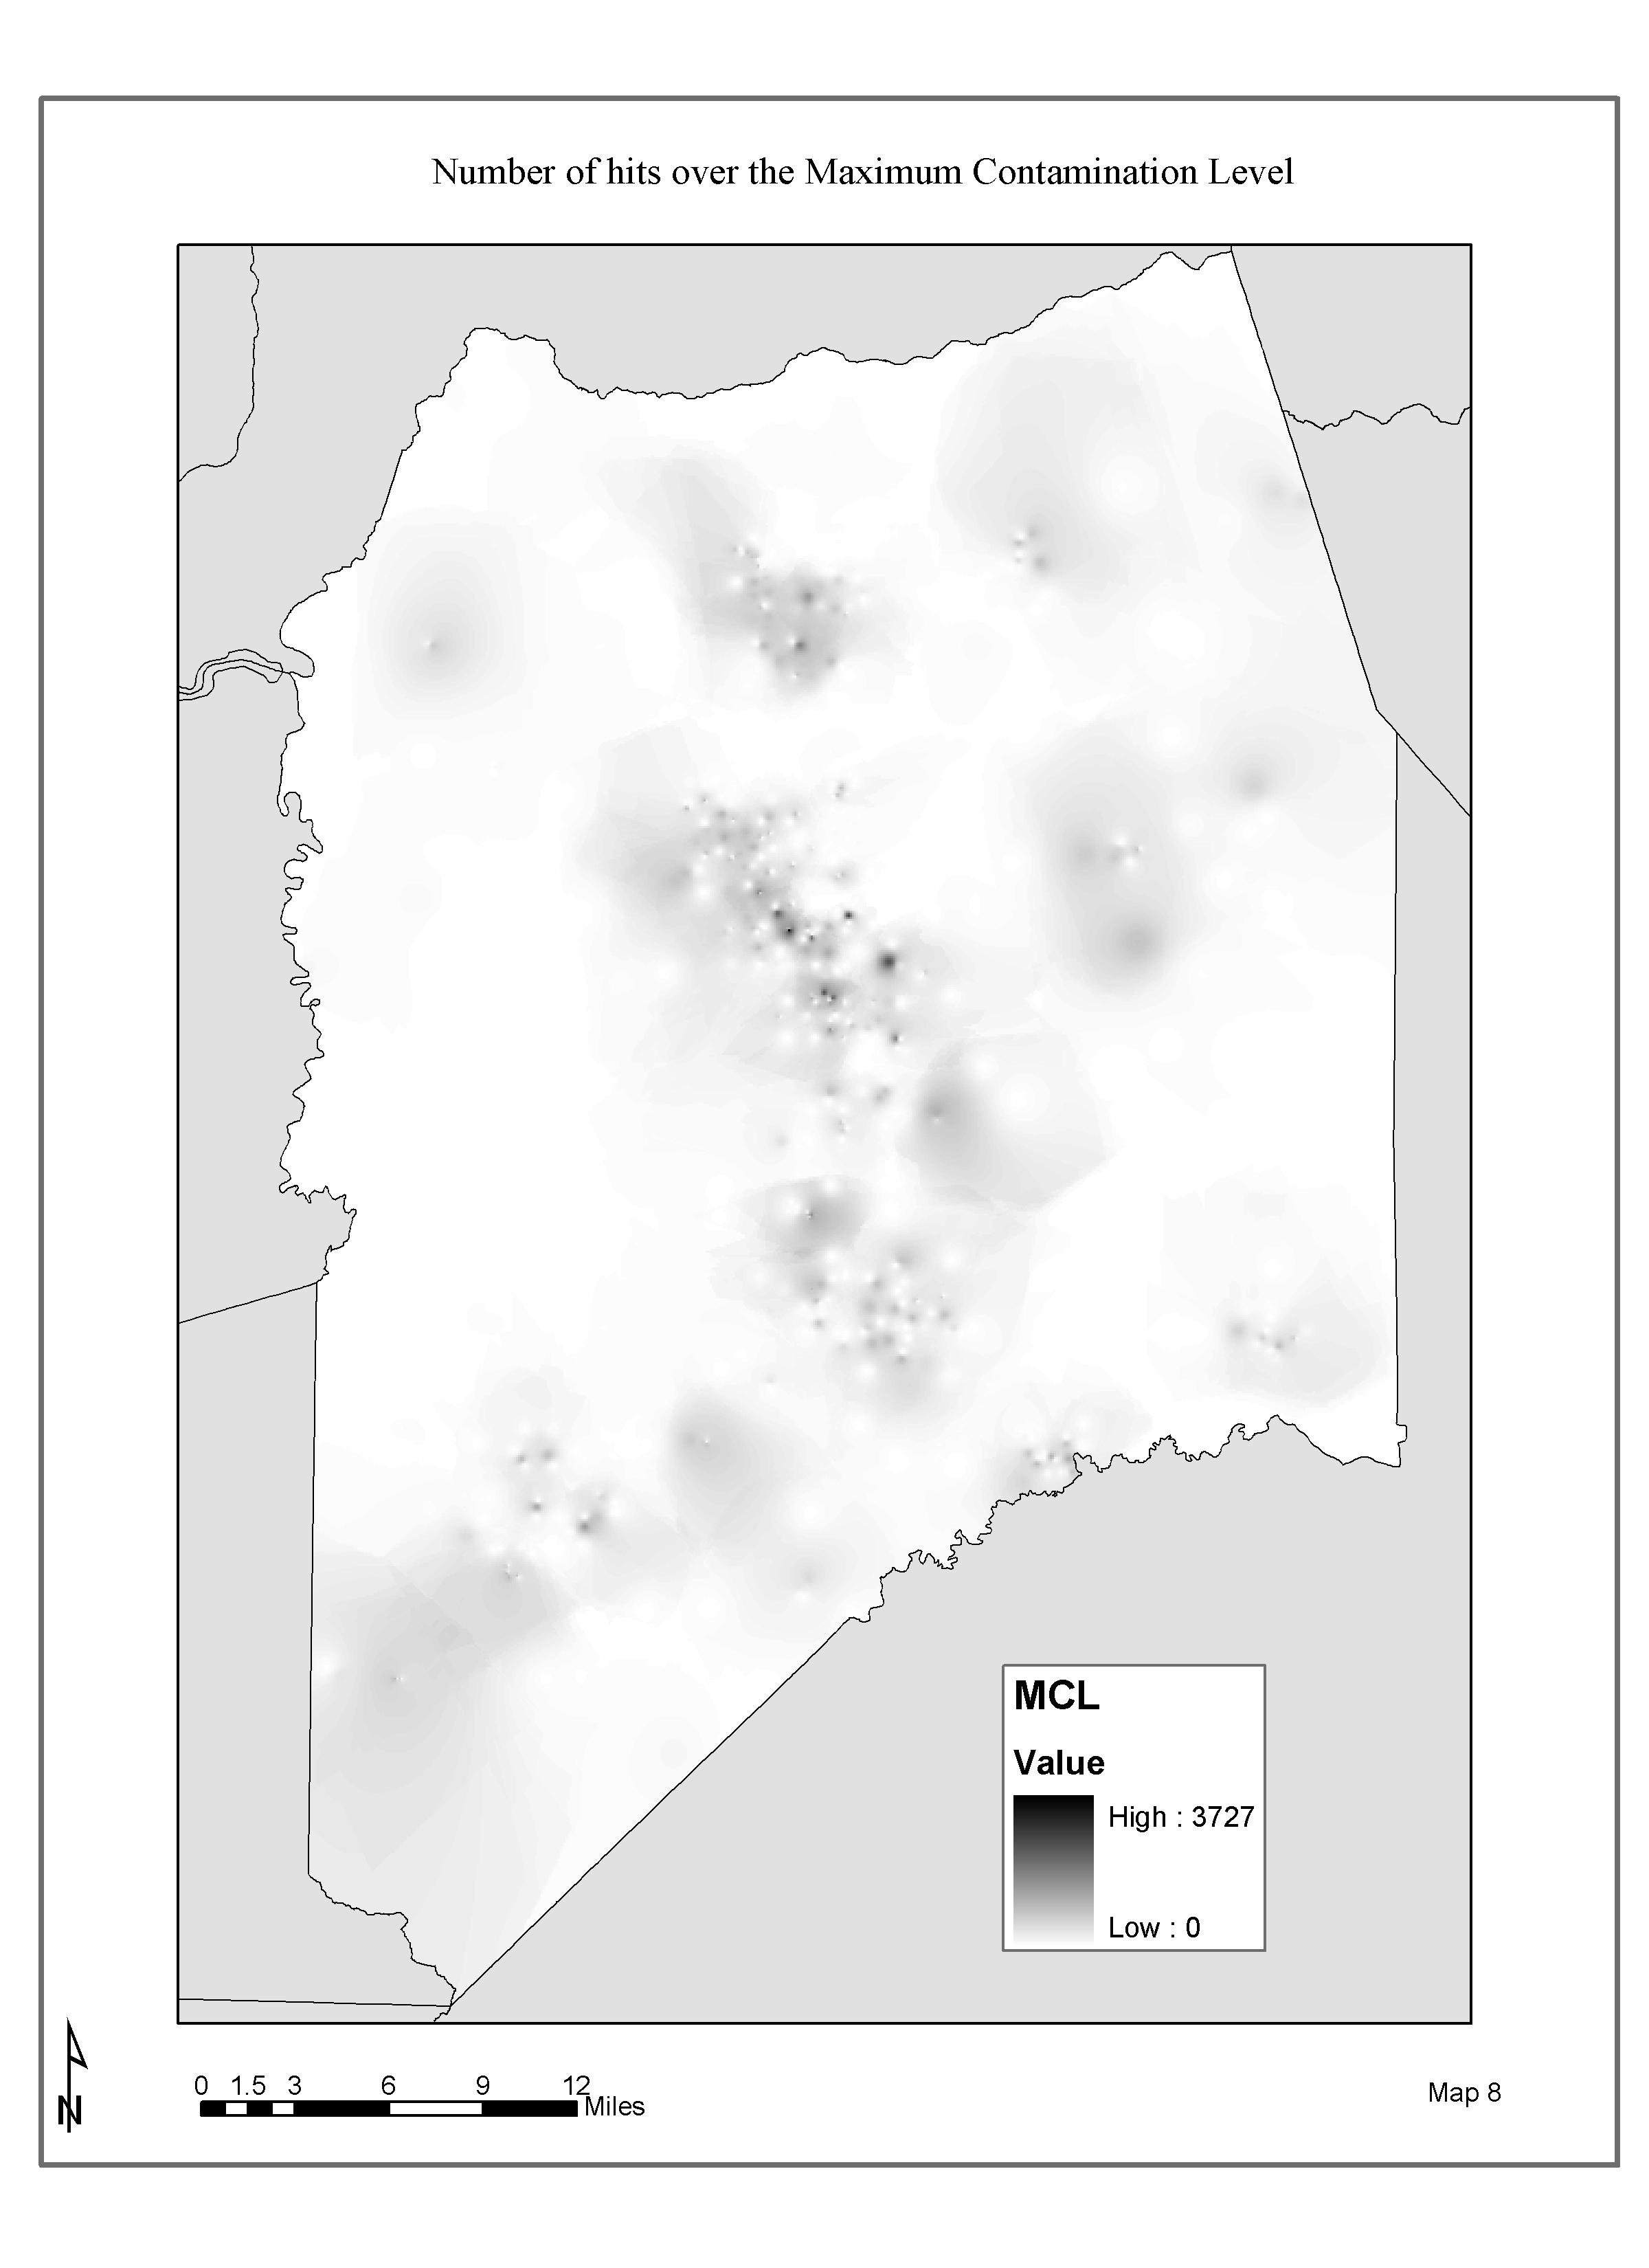 Number of hits over the Maximum Contamination Level
MCL
Value
High : 3727
Low : 0
N
0 1.5 3 6 9 12
Miles
Map 8